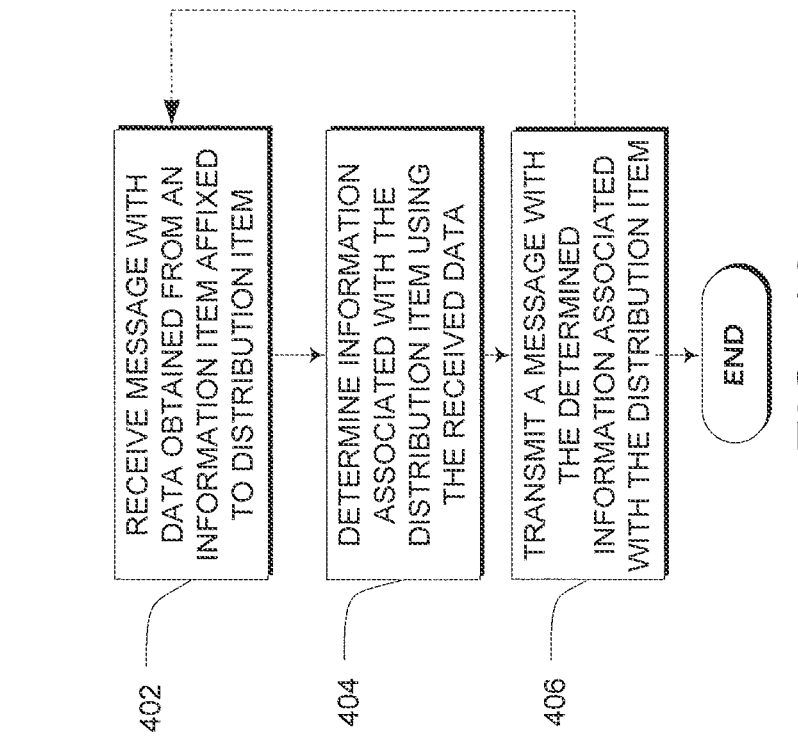 402
RECEIVE MESSAGE WITH
DATA OBTAINED FROM AN
INFORMATION ITEM AFFIXED
TO DISTRIBUTION ITEM
404
DETERMINE INFORMATION
ASSOCIATED WITH THE
DISTRIBUTION ITEM USING
THE RECEIVED DATA
406
TRANSMIT A MESSAGE WITH
THE DETERMINED
INFORMATION ASSOCIATED
WITH THE DISTRIBUTION ITEM
END